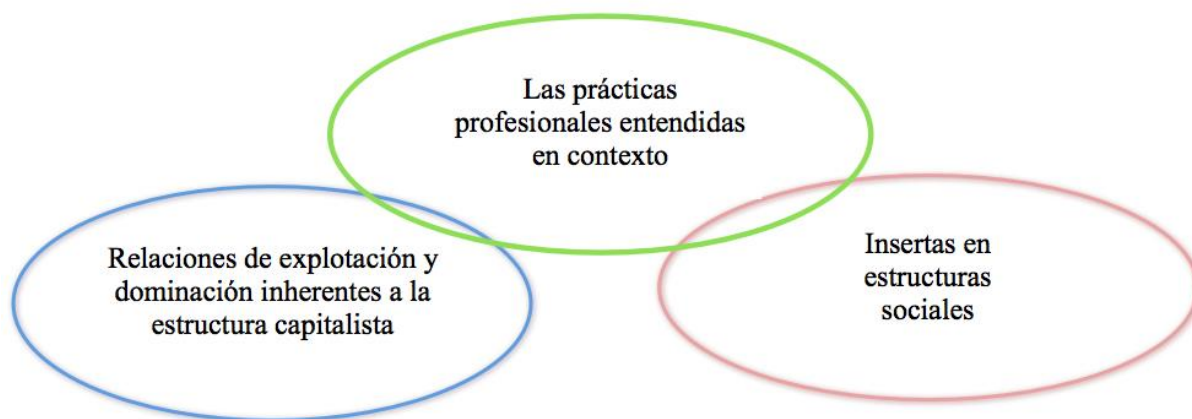 Las prácticas
profesionales entendidas
en contexto
Relaciones de explotación y
dominación inherentes a la
estructura capitalista
Insertas en
estructuras
sociales